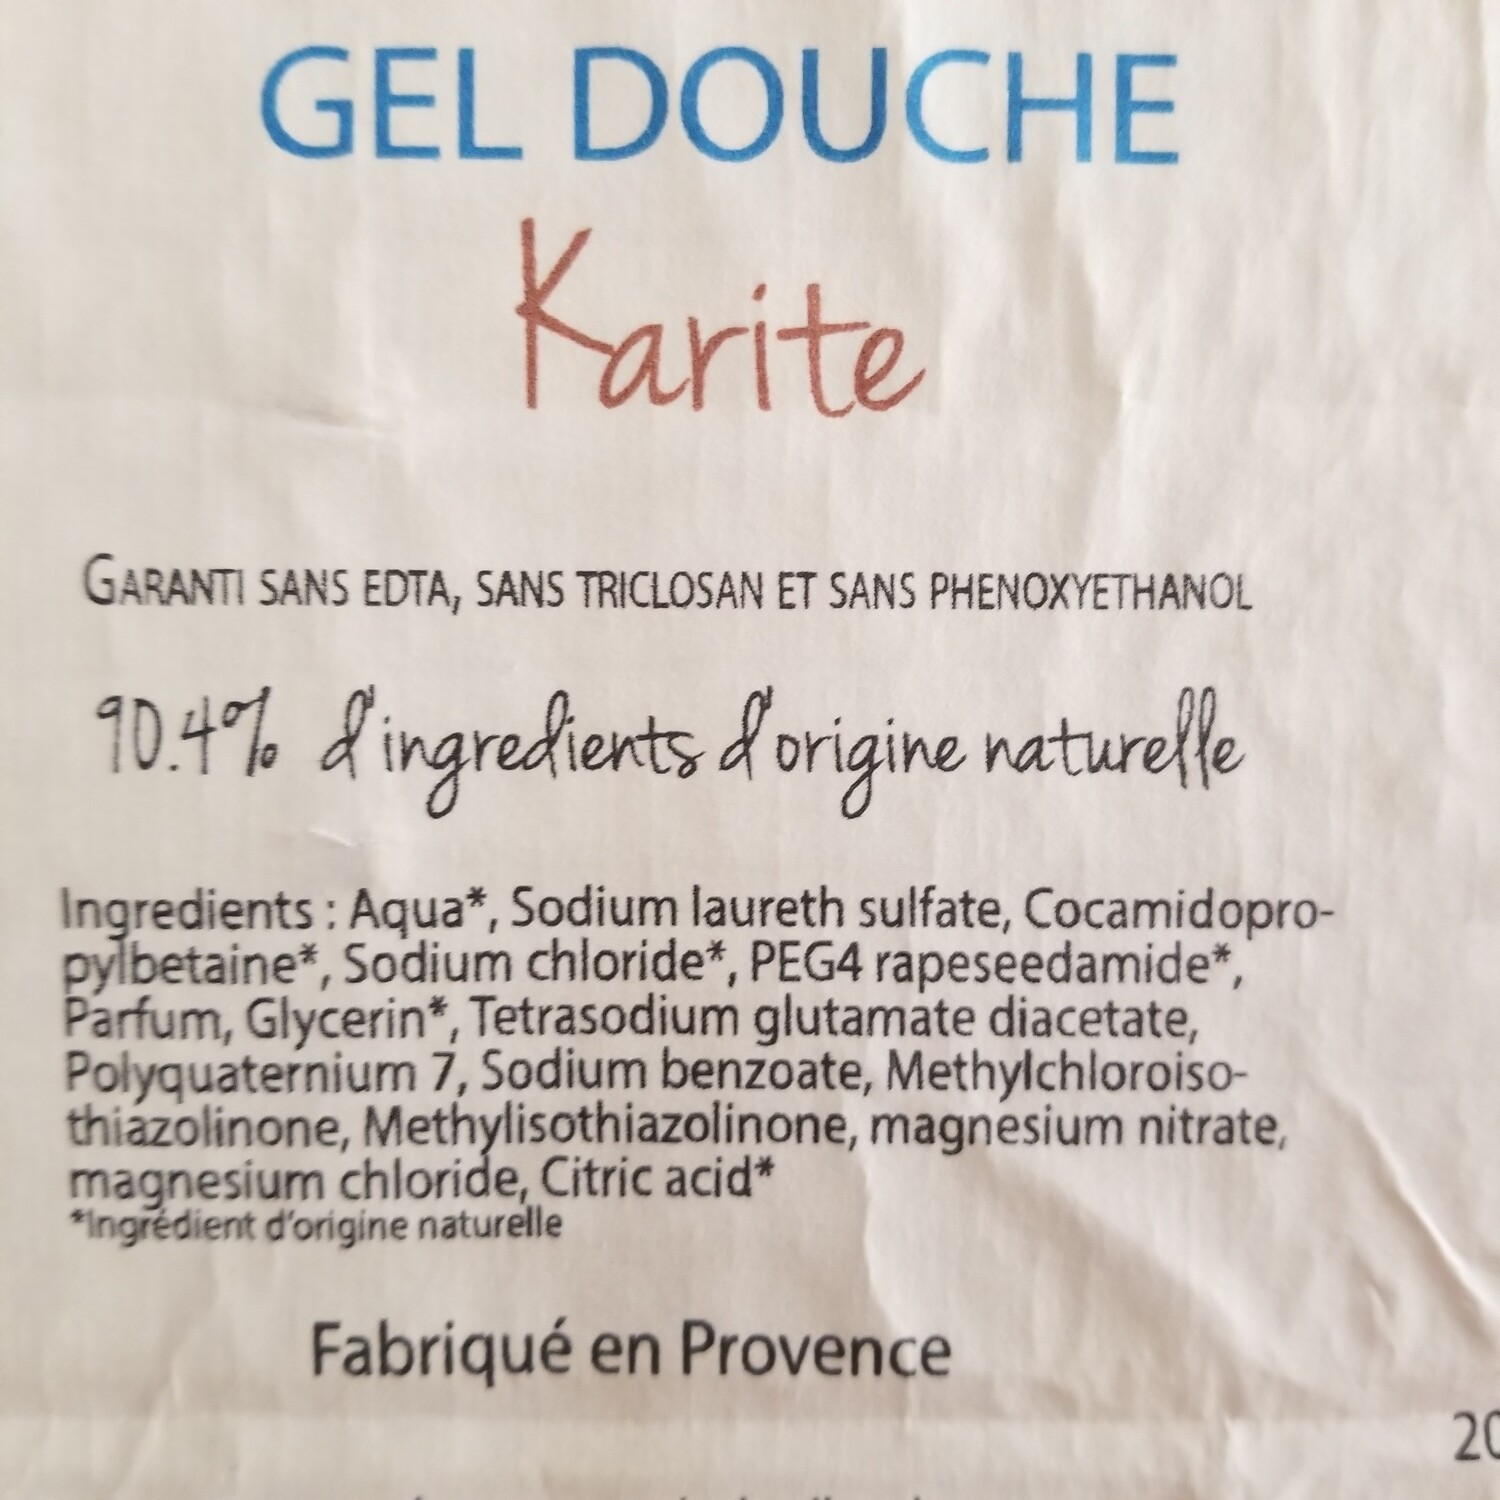 GEL DOUCHE
Karite
GARANTI SANS EDTA, SANS TRICLOSAN ET SANS PHENOXYETHANOL
90.4% d'ingredients d'origine naturelle
Ingredients : Aqua*, Sodium laureth sulfate, Cocamidopro-
pylbetaine*, Sodium chloride*, PEG4 rapeseedamide*,
Parfum, Glycerin*, Tetrasodium glutamate diacetate,
Polyquaternium 7, Sodium benzoate, Methylchloroiso-
thiazolinone, Methylisothiazolinone, magnesium nitrate,
magnesium chloride, Citric acid*
*Ingrédient d'origine naturelle
Fabriqué en Provence
20